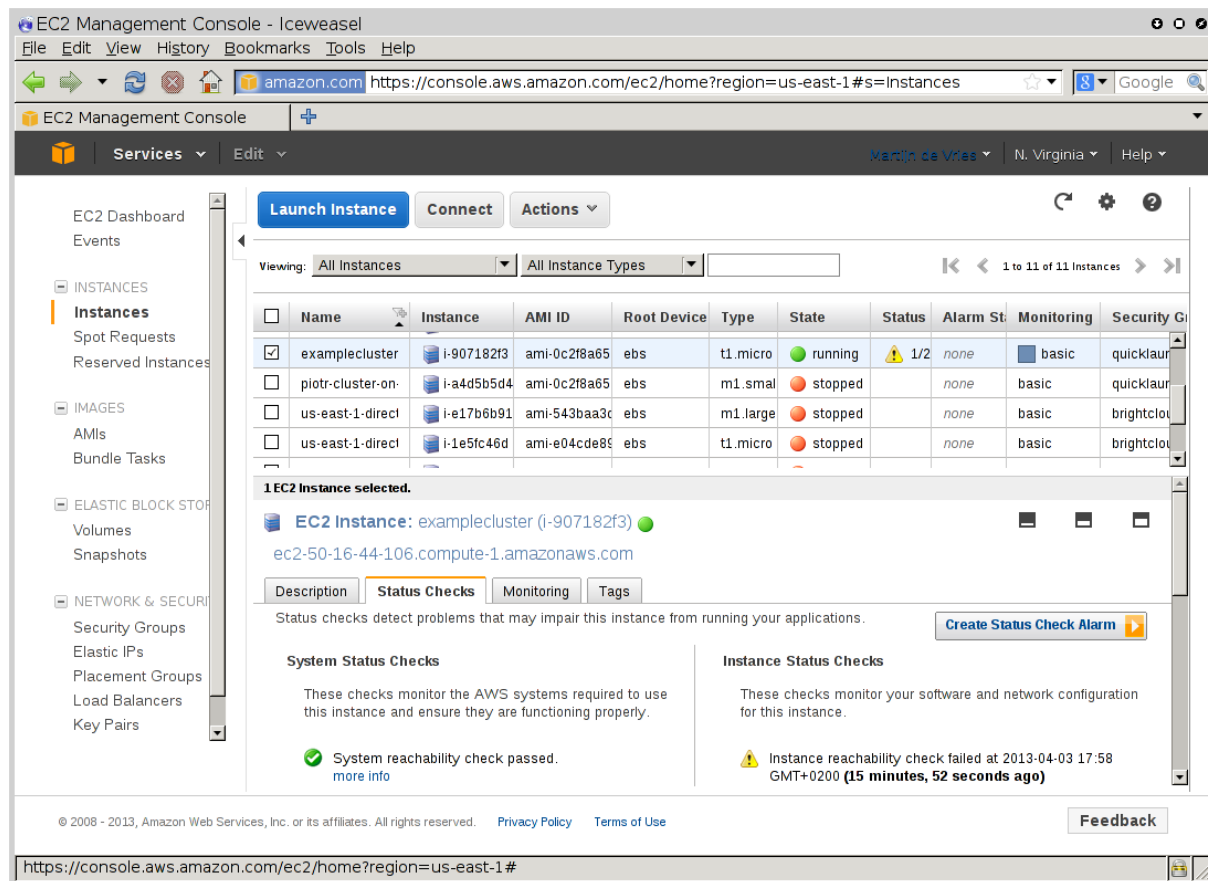 EC2 Management Console - Iceweasel
File Edit View History Bookmarks Tools Help
amazon.com https://console.aws.amazon.com/ec2/home?region=us-east-1#s=Instances
8 Google
EC2 Management Console
Services Edit Martijn de Vries N. Virginia Help
EC2 Dashboard
Events
INSTANCES
Instances
Spot Requests
Reserved Instances
IMAGES
AMIs
Bundle Tasks
ELASTIC BLOCK STOR
Volumes
Snapshots
NETWORK & SECURI
Security Groups
Elastic IPs
Placement Groups
Load Balancers
Key Pairs
Launch Instance Connect Actions
Viewing: All Instances All Instance Types 1 to 11 of 11 Instances
Name Instance AMI ID Root Device Type State Status Alarm St Monitoring Security G
examplecluster i-907182f3 ami-0c2f8a65 ebs t1.micro running 1/2 none basic quicklaun
piotr-cluster-on- i-a4d5b5d4 ami-0c2f8a65 ebs m1.smal stopped none basic quicklaun
us-east-1-direct i-e17b6b91 ami-543baa3c ebs m1.large stopped none basic brightclou
us-east-1-direct i-1e5fc46d ami-e04cde89 ebs t1.micro stopped none basic brightclou
1 EC2 Instance selected.
EC2 Instance: examplecluster (i-907182f3)
ec2-50-16-44-106.compute-1.amazonaws.com
Description Status Checks Monitoring Tags
Status checks detect problems that may impair this instance from running your applications.
Create Status Check Alarm
System Status Checks
These checks monitor the AWS systems required to use
this instance and ensure they are functioning properly.
System reachability check passed.
more info
Instance Status Checks
These checks monitor your software and network configuration
for this instance.
Instance reachability check failed at 2013-04-03 17:58
GMT+0200 (15 minutes, 52 seconds ago)
© 2008 - 2013, Amazon Web Services, Inc. or its affiliates. All rights reserved. Privacy Policy Terms of Use
Feedback
https://console.aws.amazon.com/ec2/home?region=us-east-1#